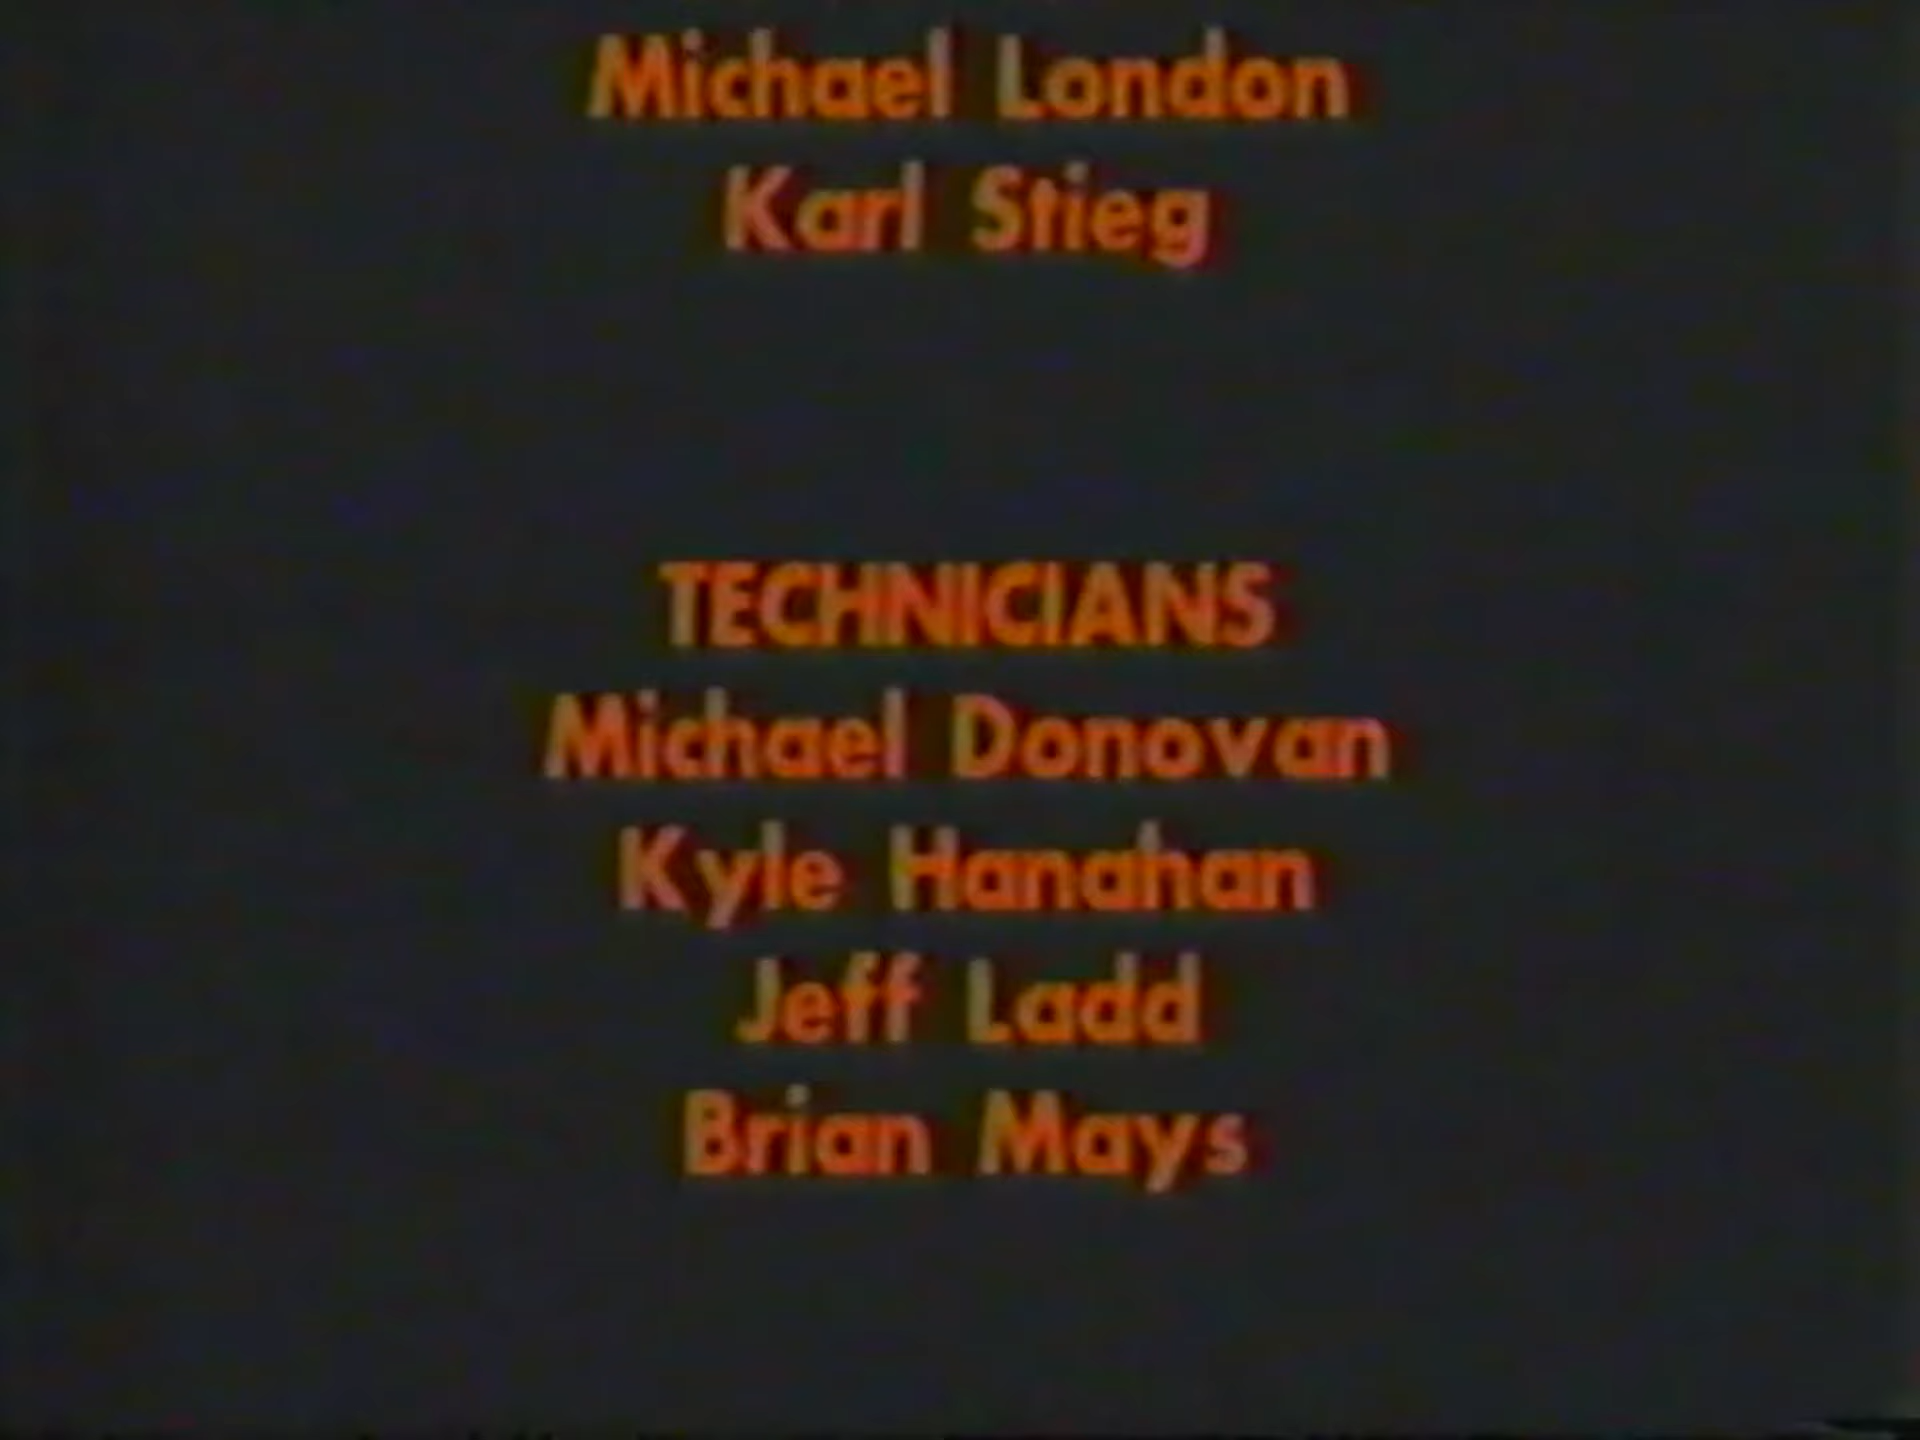 Michael London
Karl Stieg
TECHNICIANS
Michael Donovan
Kyle Hanahan
Jeff Ladd
Brian Mays